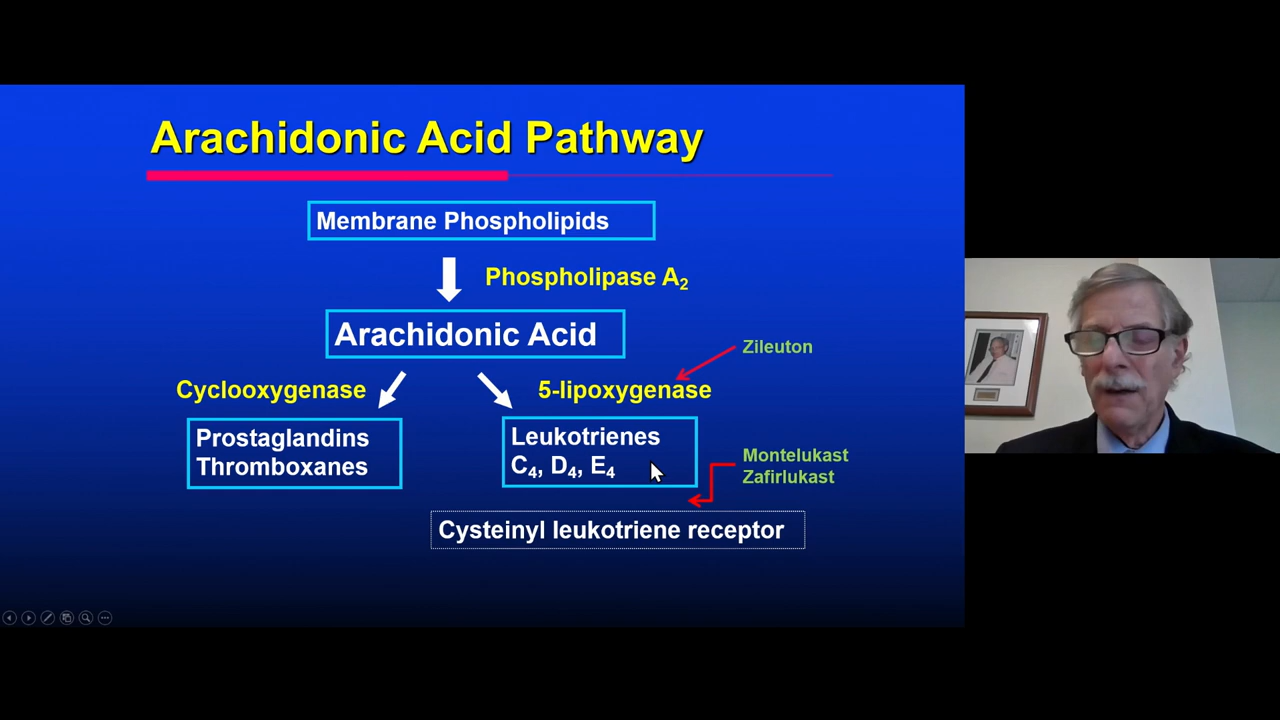 Arachidonic Acid Pathway
Membrane Phospholipids
Phospholipase A₂
Arachidonic Acid
Zileuton
Cyclooxygenase
5-lipoxygenase
Prostaglandins
Thromboxanes
Leukotrienes
C₄, D₄, E₄
Montelukast
Zafirlukast
Cysteinyl leukotriene receptor